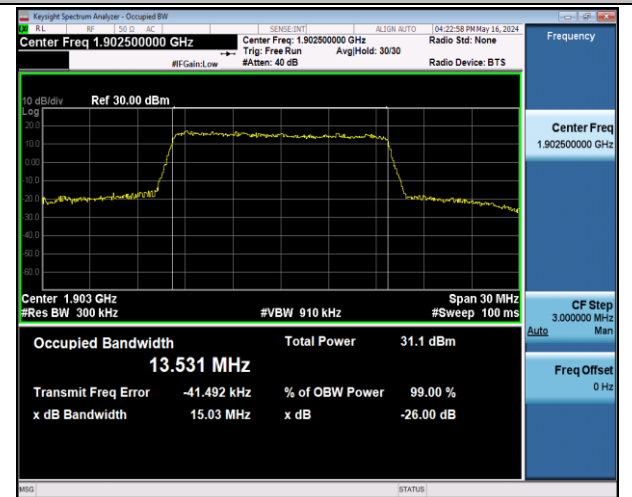 Keysight Spectrum Analyzer - Occupied BW
RL RF 50 Ω AC SENSE:INT ALIGN AUTO 04:22:58 PM May 16, 2024
Center Freq 1.902500000 GHz Center Freq: 1.902500000 GHz Radio Std: None Frequency
Trig: Free Run Avg|Hold: 30/30
#IFGain:Low #Atten: 40 dB Radio Device: BTS
10 dB/div Ref 30.00 dBm
Log
20.0
10.0
0.00
-10.0
-20.0
-30.0
-40.0
-50.0
-60.0
Center Freq
1.902500000 GHz
Center 1.903 GHz Span 30 MHz
#Res BW 300 kHz #VBW 910 kHz #Sweep 100 ms
CF Step
3.000000 MHz
Auto Man
Occupied Bandwidth Total Power 31.1 dBm
13.531 MHz
Freq Offset
0 Hz
Transmit Freq Error -41.492 kHz % of OBW Power 99.00 %
x dB Bandwidth 15.03 MHz x dB -26.00 dB
MSG STATUS